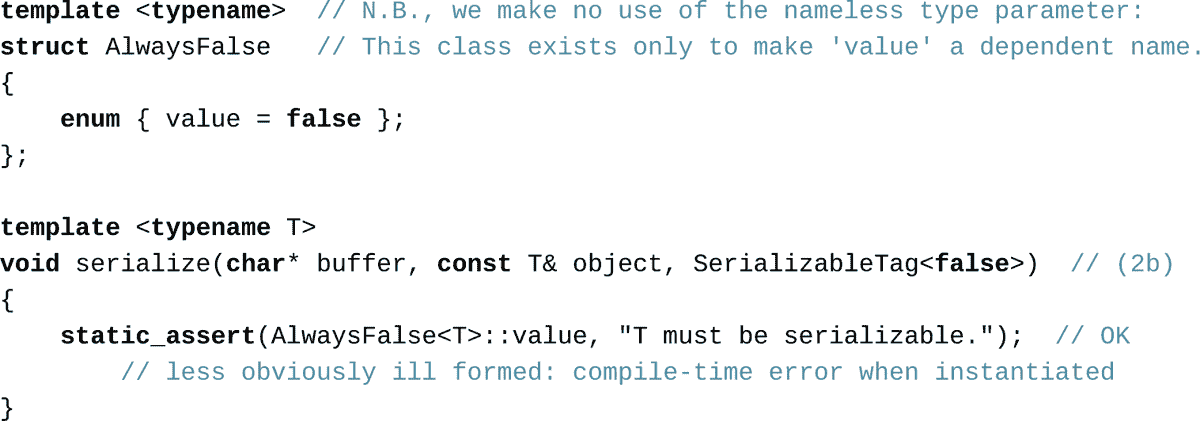 template <typename>  // N.B., we make no use of the nameless type parameter:
struct AlwaysFalse   // This class exists only to make 'value' a dependent name.
{
    enum { value = false };
};

template <typename T>
void serialize(char* buffer, const T& object, SerializableTag<false>)  // (2b)
{
    static_assert(AlwaysFalse<T>::value, "T must be serializable.");  // OK
        // less obviously ill formed: compile-time error when instantiated
}